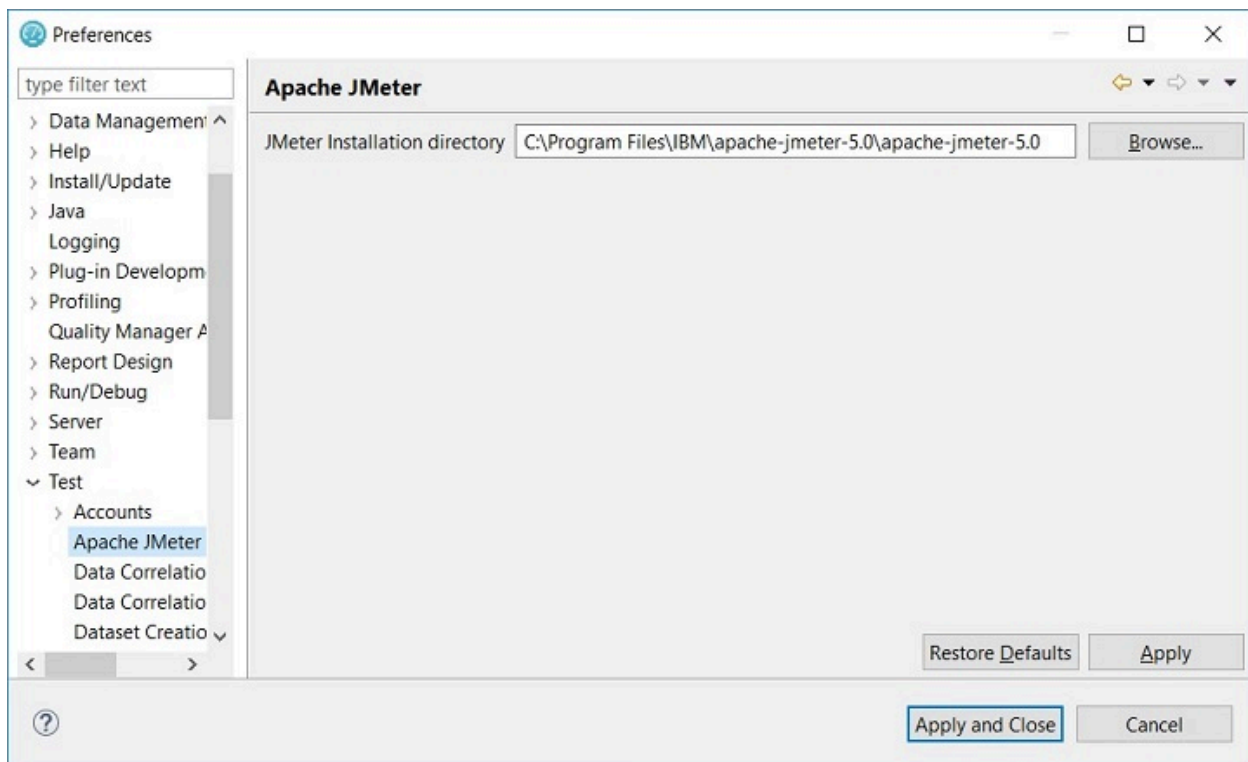 Preferences
type filter text
Data Management
Help
Install/Update
Java
Logging
Plug-in Developm
Profiling
Quality Manager A
Report Design
Run/Debug
Server
Team
Test
Accounts
Apache JMeter
Data Correlatio
Data Correlatio
Dataset Creatio
Apache JMeter
JMeter Installation directory C:\Program Files\IBM\apache-jmeter-5.0\apache-jmeter-5.0 Browse...
Restore Defaults Apply
? Apply and Close Cancel